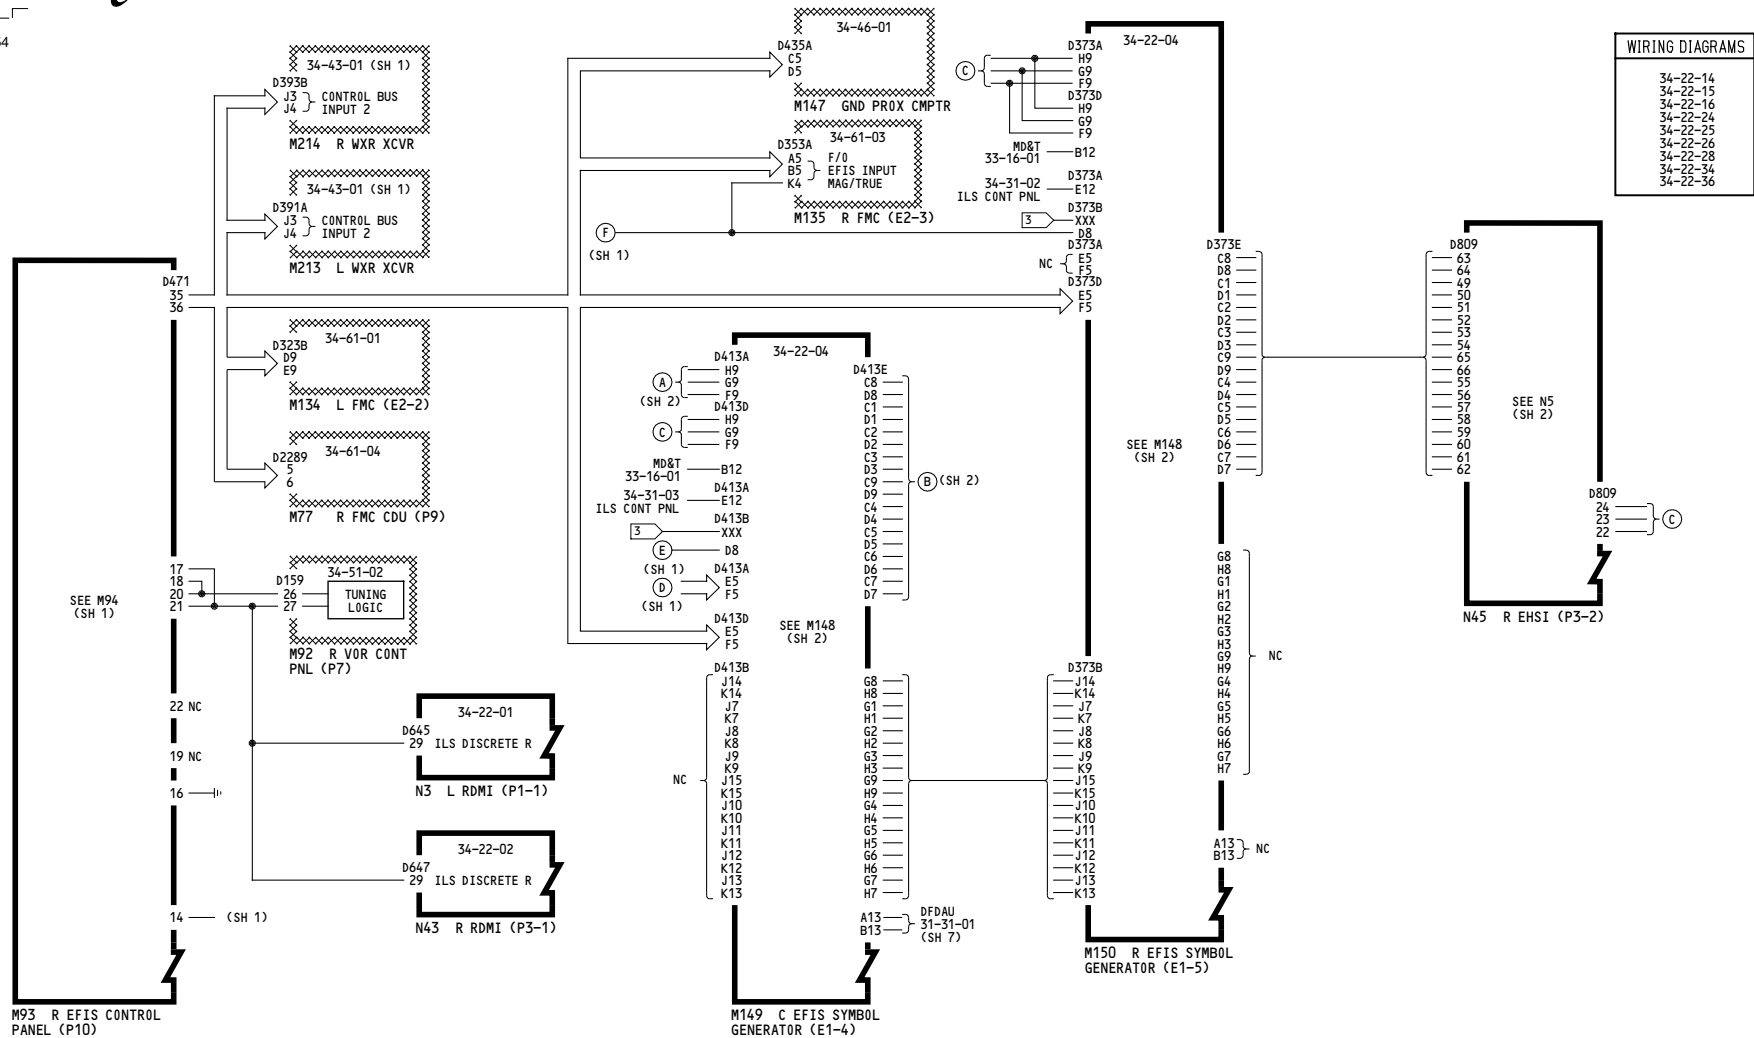 64
34-43-01 (SH 1)
D393B
J3
J4
CONTROL BUS
INPUT 2
M214 R WXR XCVR
34-43-01 (SH 1)
D391A
J3
J4
CONTROL BUS
INPUT 2
M213 L WXR XCVR
D471
35
36
34-61-01
D323B
D9
E9
M134 L FMC (E2-2)
34-61-04
D2289
5
6
M77 R FMC CDU (P9)
17
18
20
21
SEE M94
(SH 1)
34-51-02
D159
26
27
TUNING
LOGIC
M92 R VOR CONT
PNL (P7)
22 NC
19 NC
16
14
(SH 1)
M93 R EFIS CONTROL
PANEL (P10)
34-22-01
D645
29 ILS DISCRETE R
N3 L RDMI (P1-1)
34-22-02
D647
29 ILS DISCRETE R
N43 R RDMI (P3-1)
34-46-01
D435A
C5
D5
M147 GND PROX CMPTR
34-61-03
D353A
A5
B5
K4
F/O
EFIS INPUT
MAG/TRUE
M135 R FMC (E2-3)
F
(SH 1)
34-22-04
D413A
H9
G9
F9
A
(SH 2)
D413D
H9
G9
F9
C
MD&T
33-16-01
B12
D413A
34-31-03
ILS CONT PNL
E12
D413B
3
XXX
E
D8
(SH 1)
D413A
E5
F5
D
(SH 1)
D413D
E5
F5
D413B
J14
K14
J7
K7
J8
K8
J9
K9
J15
K15
J10
K10
J11
K11
J12
K12
J13
K13
NC
SEE M148
(SH 2)
D413E
C8
D8
C1
D1
C2
D2
C3
D3
C9
D9
C4
D4
C5
D5
C6
D6
C7
D7
B
(SH 2)
G8
H8
G1
H1
G2
H2
G3
H3
G9
H9
G4
H4
G5
H5
G6
H6
G7
H7
A13
B13
DFDAU
31-31-01
(SH 7)
M149 C EFIS SYMBOL
GENERATOR (E1-4)
34-22-04
C
D373A
H9
G9
F9
D373D
H9
G9
F9
MD&T
33-16-01
B12
D373A
34-31-02
ILS CONT PNL
E12
D373B
3
XXX
D8
D373A
NC
E5
F5
D373D
E5
F5
SEE M148
(SH 2)
D373B
J14
K14
J7
K7
J8
K8
J9
K9
J15
K15
J10
K10
J11
K11
J12
K12
J13
K13
D373E
C8
D8
C1
D1
C2
D2
C3
D3
C9
D9
C4
D4
C5
D5
C6
D6
C7
D7
G8
H8
G1
H1
G2
H2
G3
H3
G9
H9
G4
H4
G5
H5
G6
H6
G7
H7
NC
A13
B13
NC
M150 R EFIS SYMBOL
GENERATOR (E1-5)
D809
63
64
49
50
51
52
53
54
65
66
55
56
57
58
59
60
61
62
SEE N5
(SH 2)
D809
24
23
22
C
N45 R EHSI (P3-2)
WIRING DIAGRAMS
34-22-14
34-22-15
34-22-16
34-22-24
34-22-25
34-22-26
34-22-28
34-22-34
34-22-36